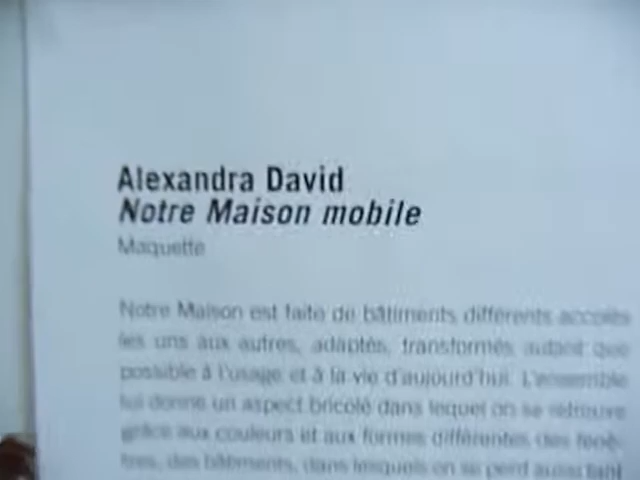 Alexandra David
Notre Maison mobile
Maquette
Notre Maison est faite de bâtiments différents accolés
les uns aux autres, adaptés, transformés autant que
possible à l'usage et à la vie d'aujourd'hui. L'ensemble
lui donne un aspect bricolé dans lequel on se retrouve
grâce aux couleurs et aux formes différentes des fenê-
tres, des bâtiments, dans lesquels on se perd aussi tant